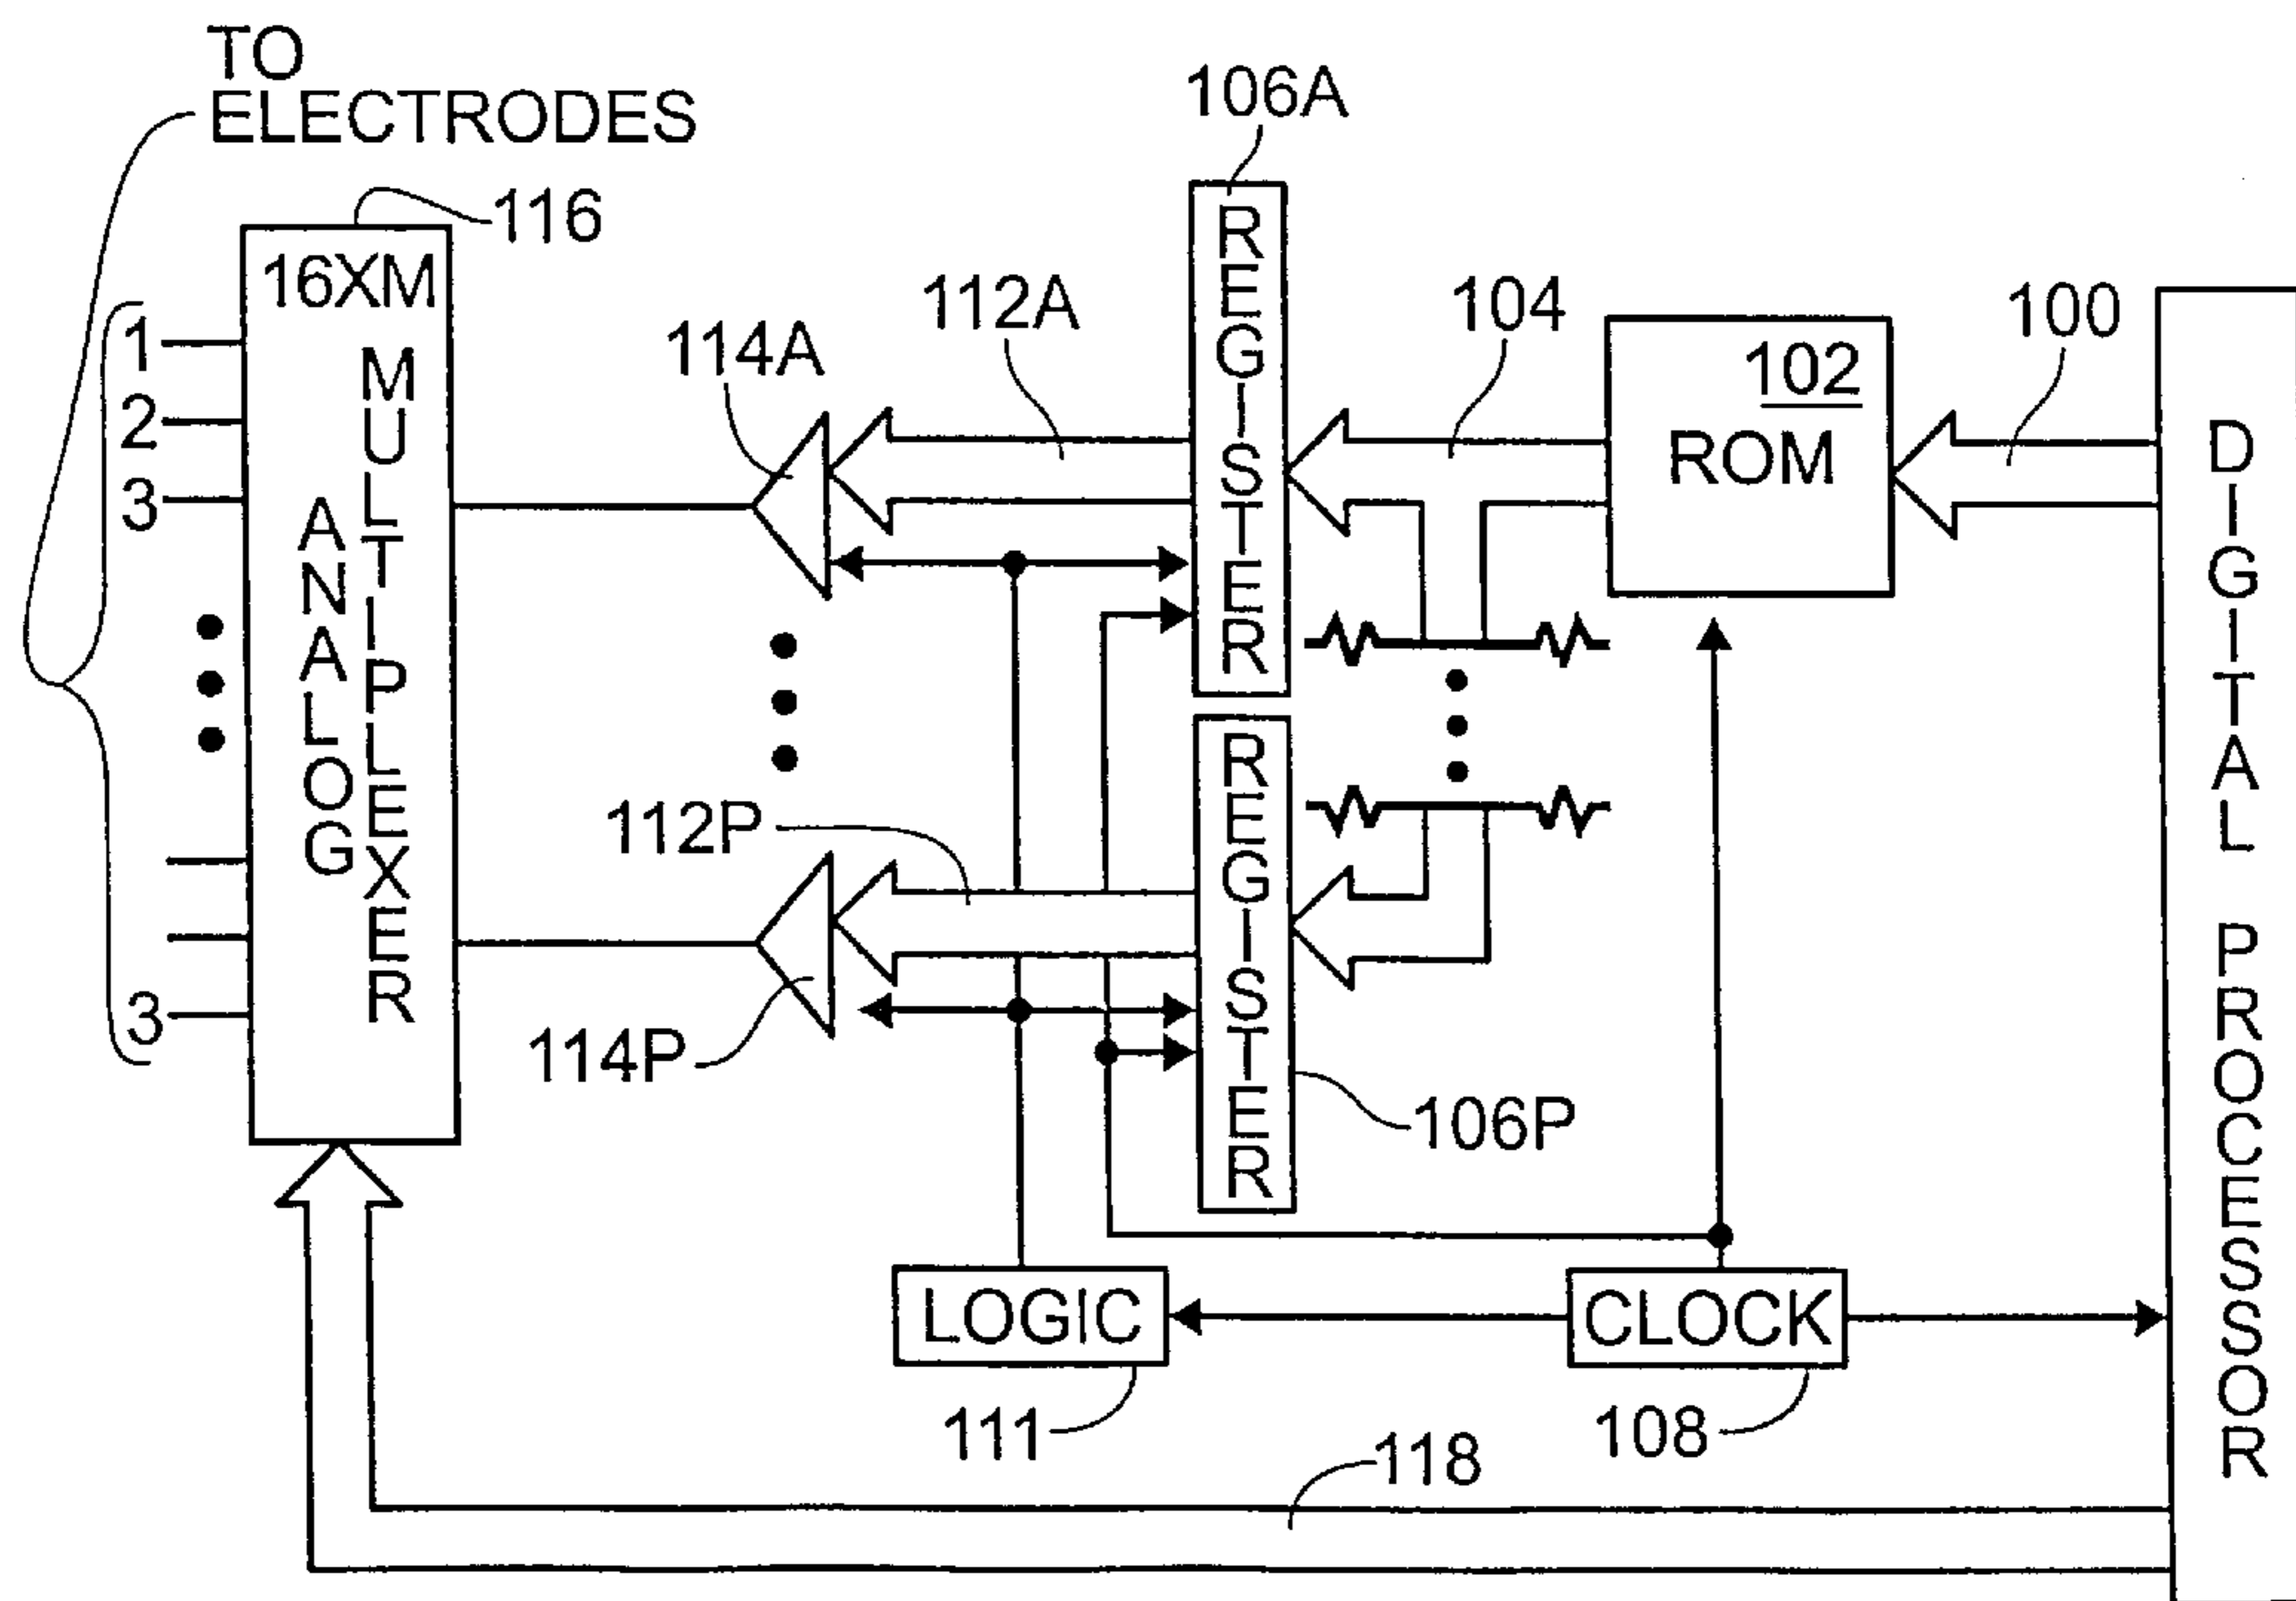 TO
ELECTRODES
106A
116
16XM
MULTIPLEXER
ANALOG
1
2
3
3
114A
112A
REGISTER
104
102
ROM
100
DIGITAL PROCESSOR
112P
114P
REGISTER
106P
LOGIC
CLOCK
111
108
118